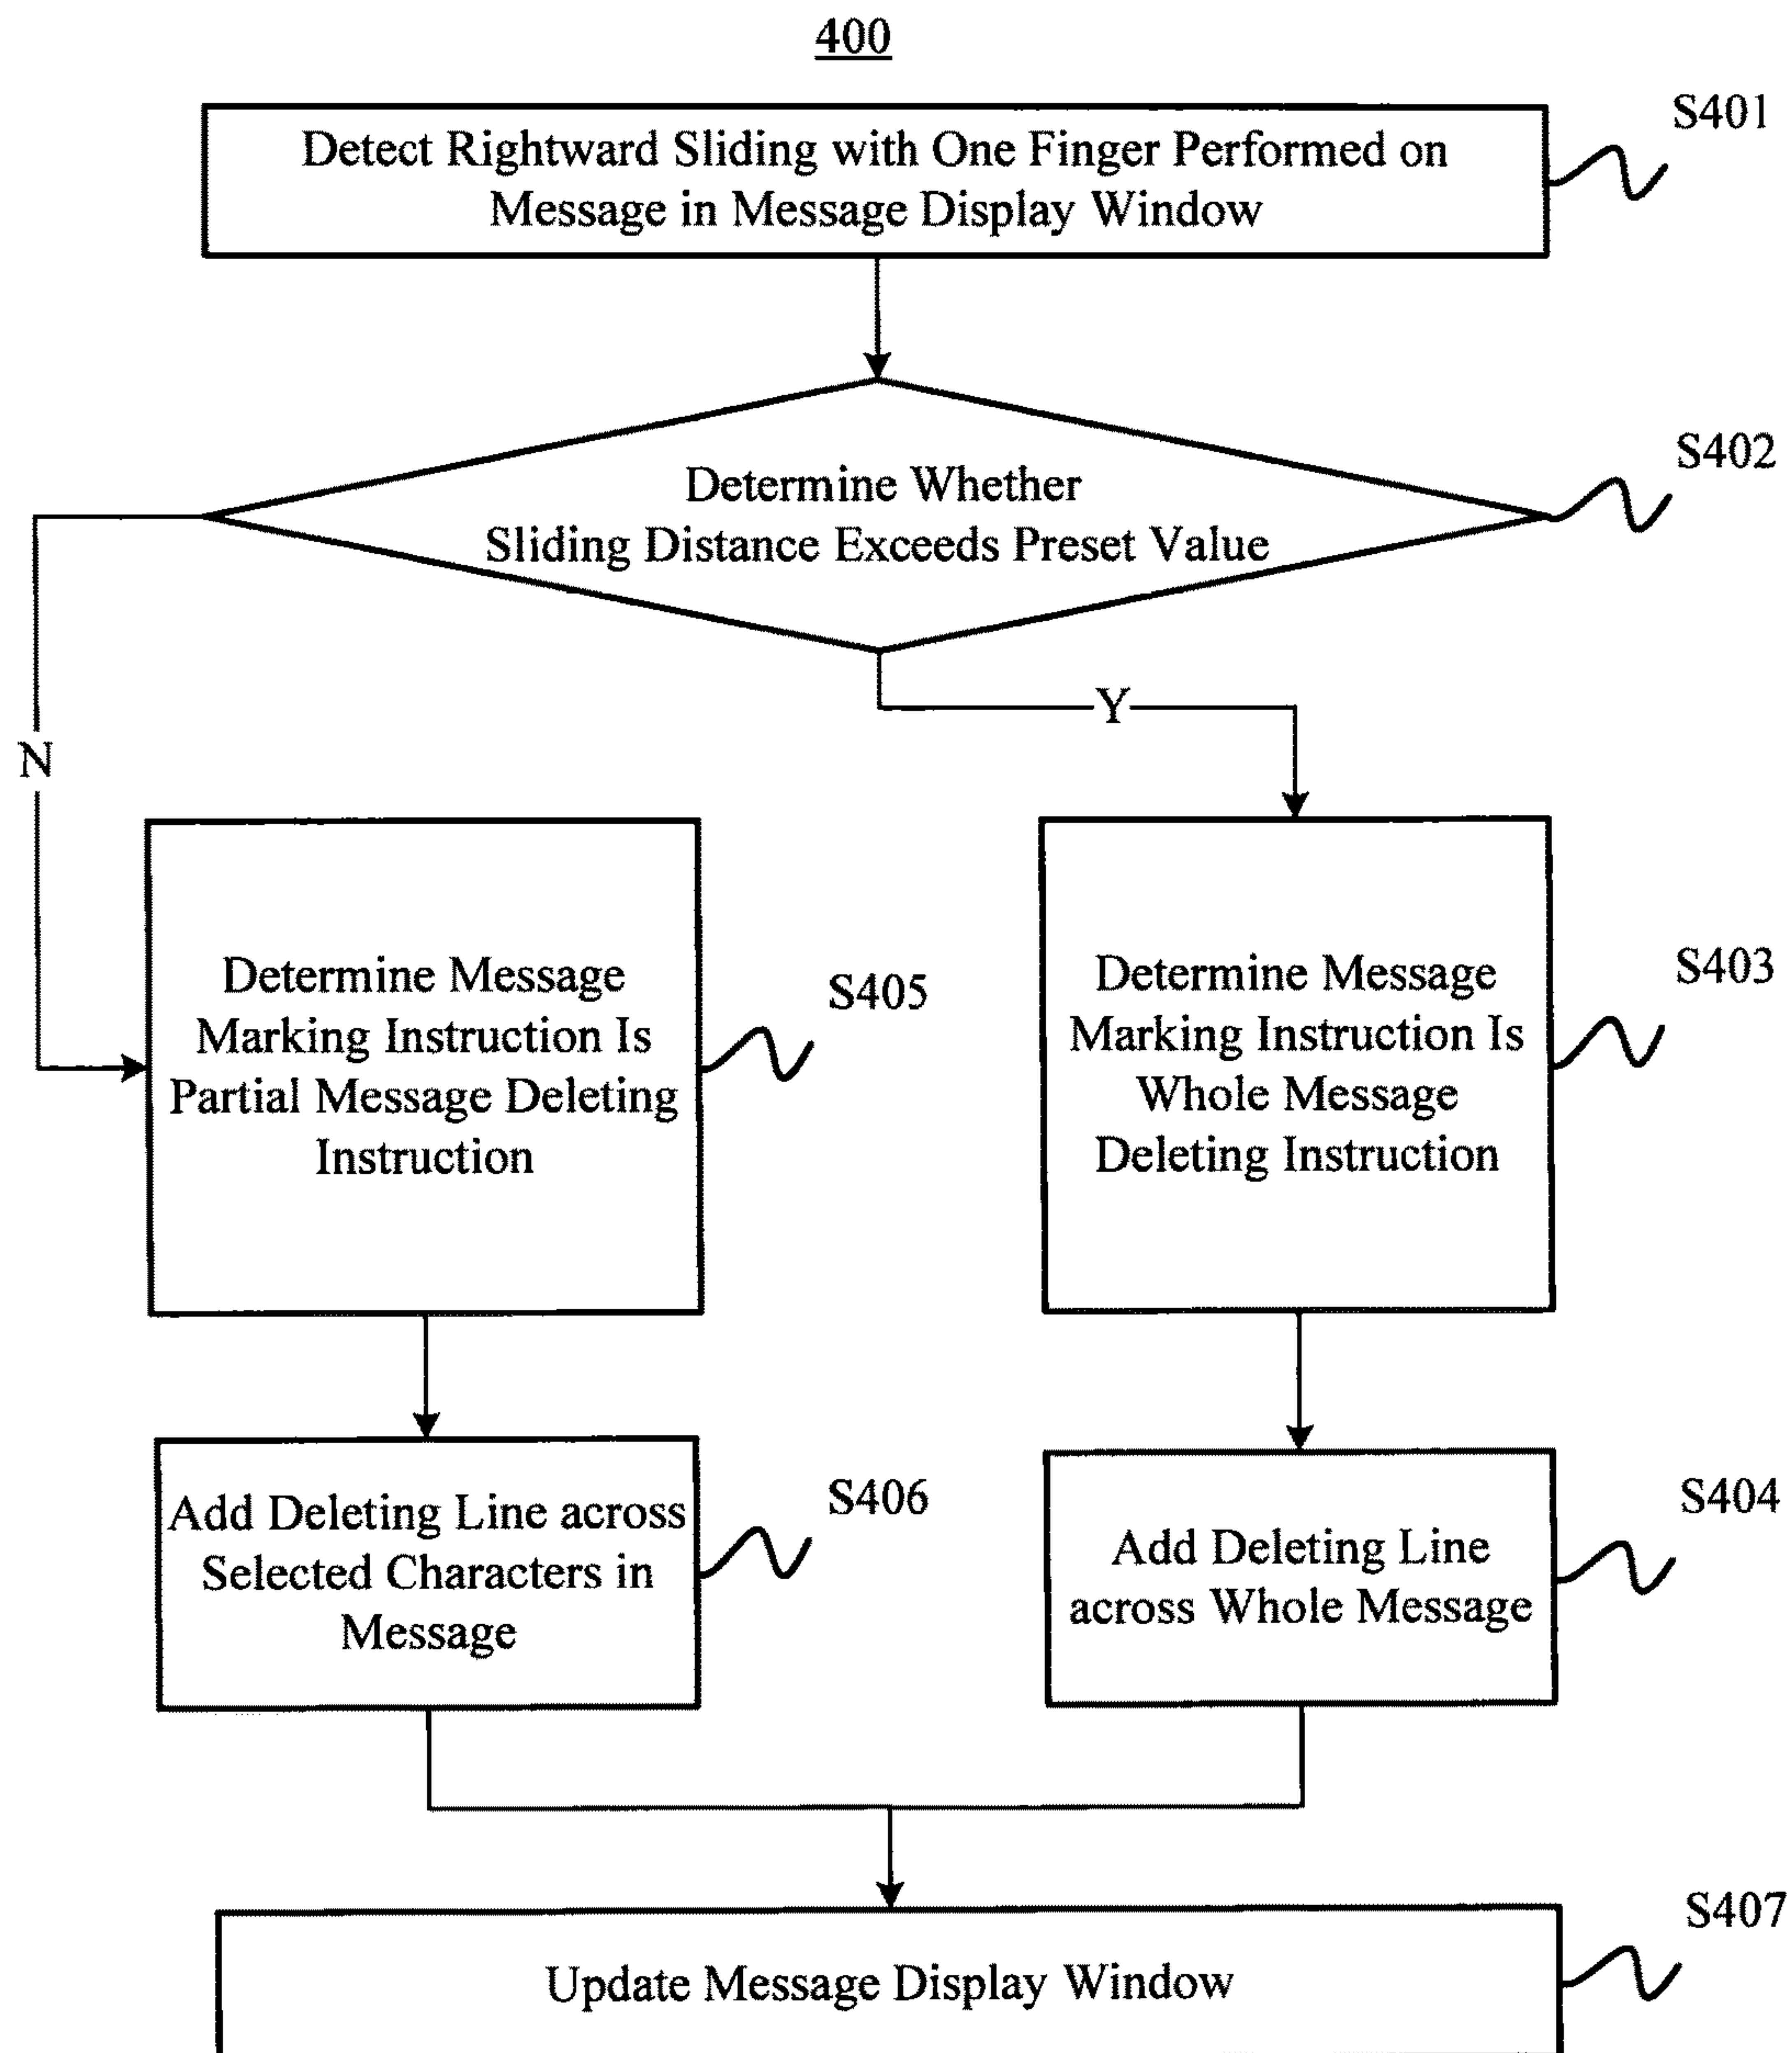 400
Detect Rightward Sliding with One Finger Performed on
Message in Message Display Window
S401
Determine Whether
Sliding Distance Exceeds Preset Value
S402
Y
N
Determine Message
Marking Instruction Is
Partial Message Deleting
Instruction
S405
Determine Message
Marking Instruction Is
Whole Message
Deleting Instruction
S403
Add Deleting Line across
Selected Characters in
Message
S406
Add Deleting Line
across Whole Message
S404
Update Message Display Window
S407